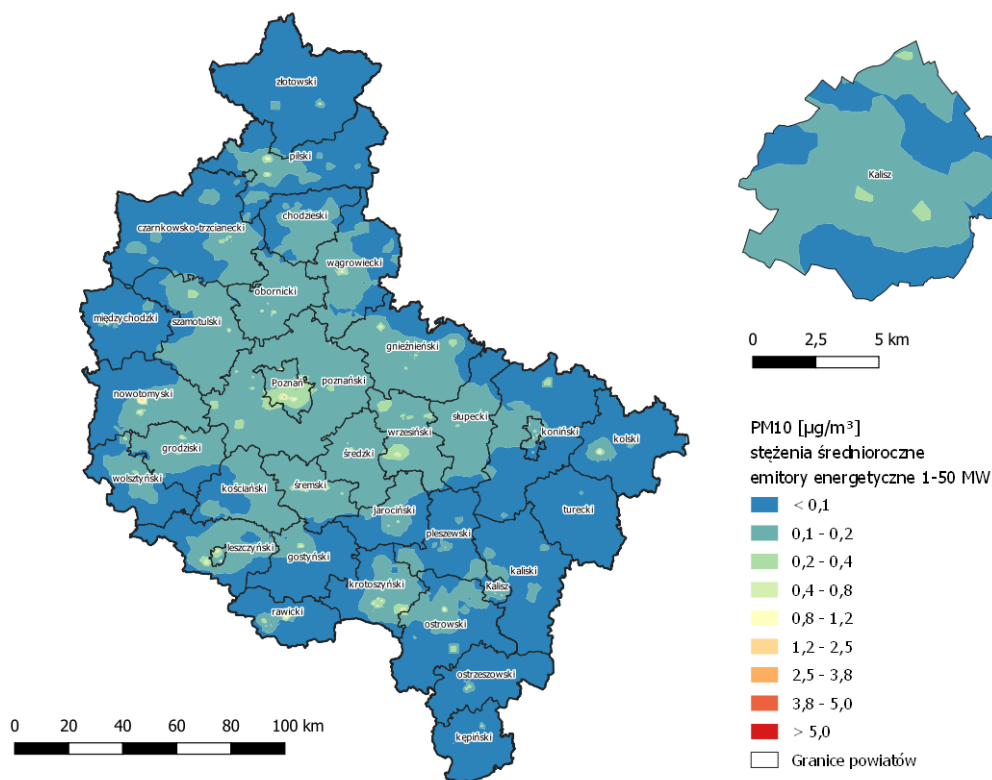 złotowski
pilski
chodzieski
czarnkowsko-trzcianecki
wągrowiecki
obornicki
międzychodzki
szamotulski
gnieźnieński
Poznań
poznański
nowotomyski
słupecki
wrzesiński
koniński
kolski
grodziski
średzki
wolsztyński
kościański
śremski
turecki
jarociński
pleszewski
leszczyński
gostyński
kaliski
krotoszyński
Kalisz
rawicki
ostrowski
ostrzeszowski
kępiński
0 20 40 60 80 100 km
Kalisz
0 2,5 5 km
PM10 [µg/m³]
stężenia średnioroczne
emitory energetyczne 1-50 MW
< 0,1
0,1 - 0,2
0,2 - 0,4
0,4 - 0,8
0,8 - 1,2
1,2 - 2,5
2,5 - 3,8
3,8 - 5,0
> 5,0
Granice powiatów